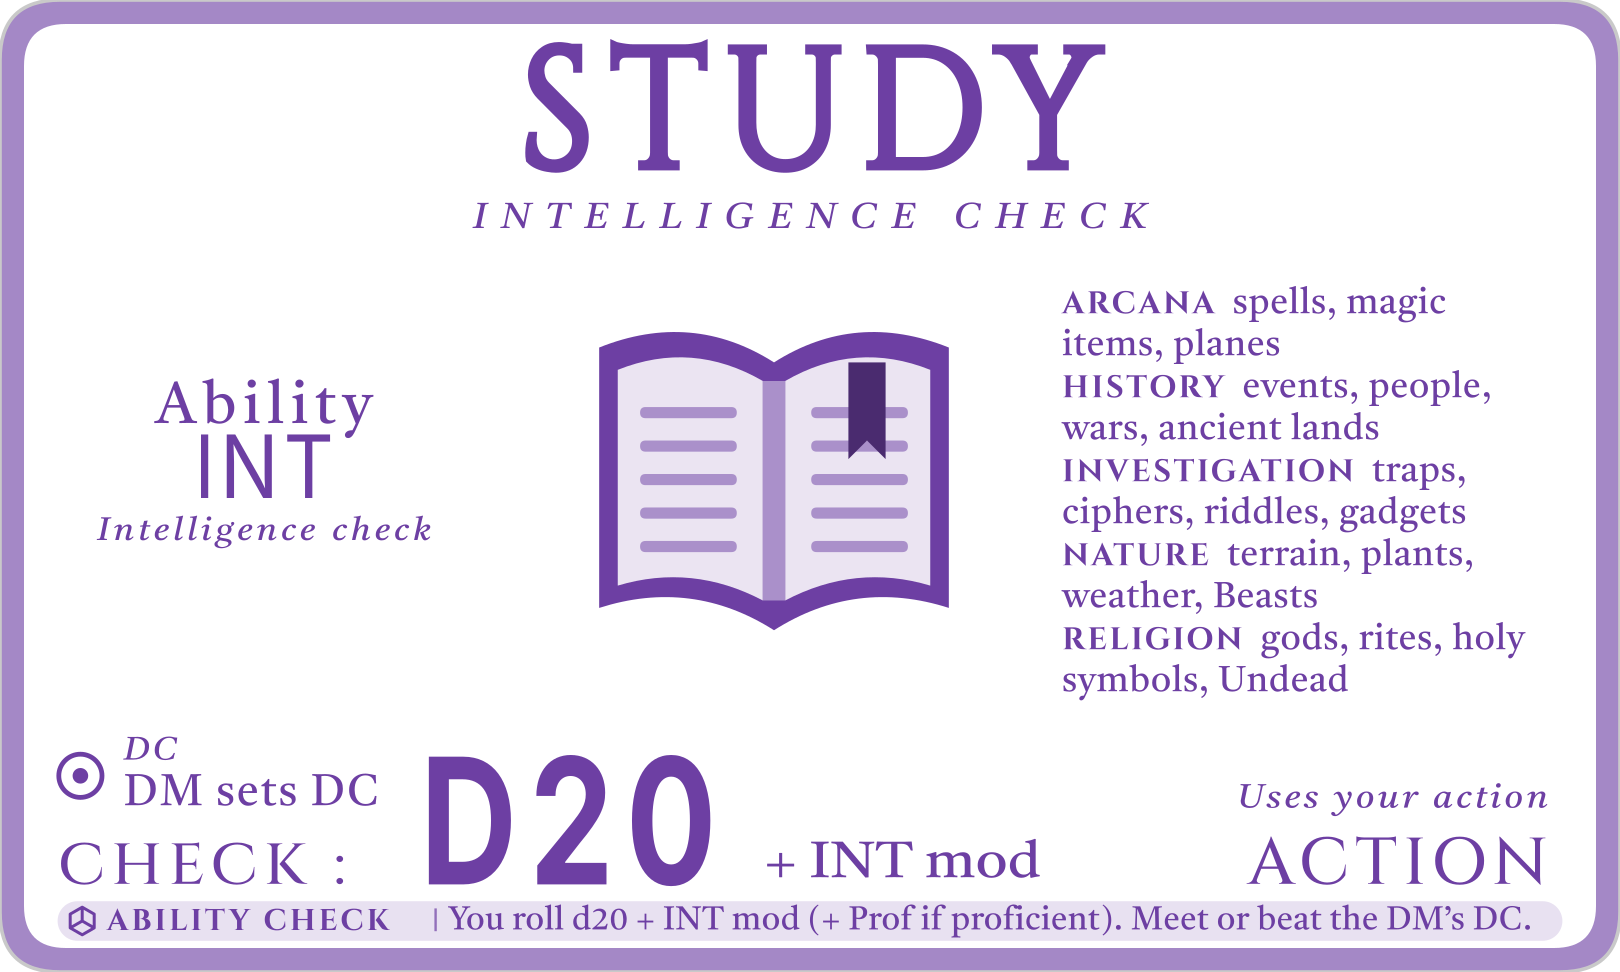 STUDY
INTELLIGENCE CHECK
Ability
INT
Intelligence check
ARCANA spells, magic
items, planes
HISTORY events, people,
wars, ancient lands
INVESTIGATION traps,
ciphers, riddles, gadgets
NATURE terrain, plants,
weather, Beasts
RELIGION gods, rites, holy
symbols, Undead
DC
DM sets DC
CHECK : D20 + INT mod
Uses your action
ACTION
ABILITY CHECK | You roll d20 + INT mod (+ Prof if proficient). Meet or beat the DM’s DC.